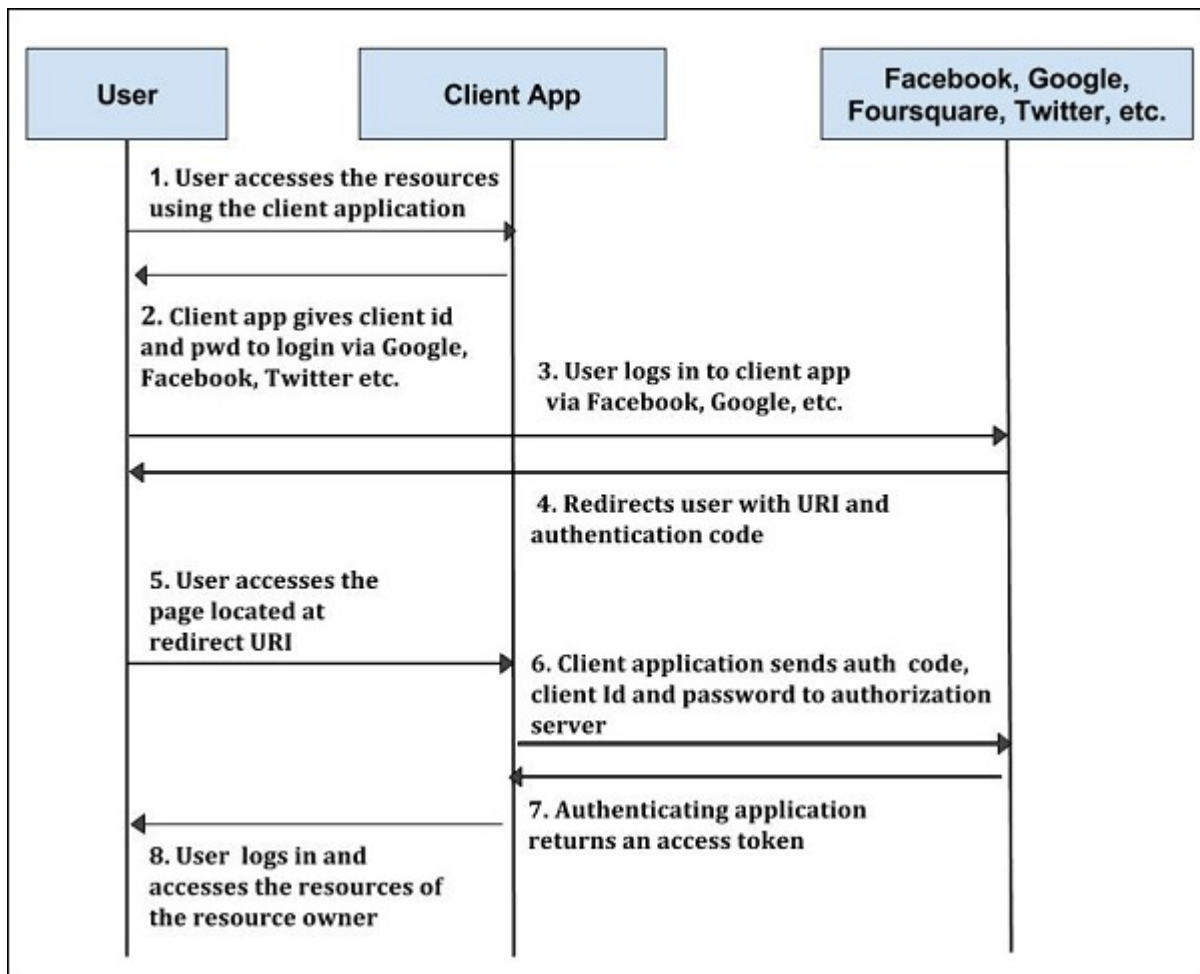 User
Client App
Facebook, Google,
Foursquare, Twitter, etc.
1. User accesses the resources
using the client application
2. Client app gives client id
and pwd to login via Google,
Facebook, Twitter etc.
3. User logs in to client app
via Facebook, Google, etc.
4. Redirects user with URI and
authentication code
5. User accesses the
page located at
redirect URI
6. Client application sends auth code,
client Id and password to authorization
server
7. Authenticating application
returns an access token
8. User logs in and
accesses the resources of
the resource owner